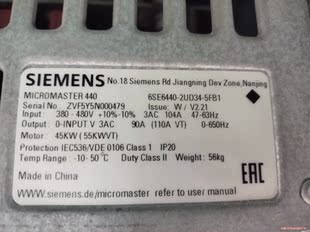 SIEMENS No.18 Siemens Rd Jiangning Dev Zone, Nanjing
MICROMASTER 440 6SE6440-2UD34-5FB1
Serial No ZVF5Y5N000479 Issue: W / V2.21
Input: 380 - 480V +10%-10% 3AC 104A 47-63Hz
Output: 0-INPUT V 3AC 90A (110A VT) 0-650Hz
Motor: 45KW (55KWVT)
Protection IEC536/VDE 0106 Class 1 IP20
Temp Range: -10- 50°C Duty Class II Weight: 56kg
Made in China EAC
WWW.siemens.de/micromaster refer to user manual